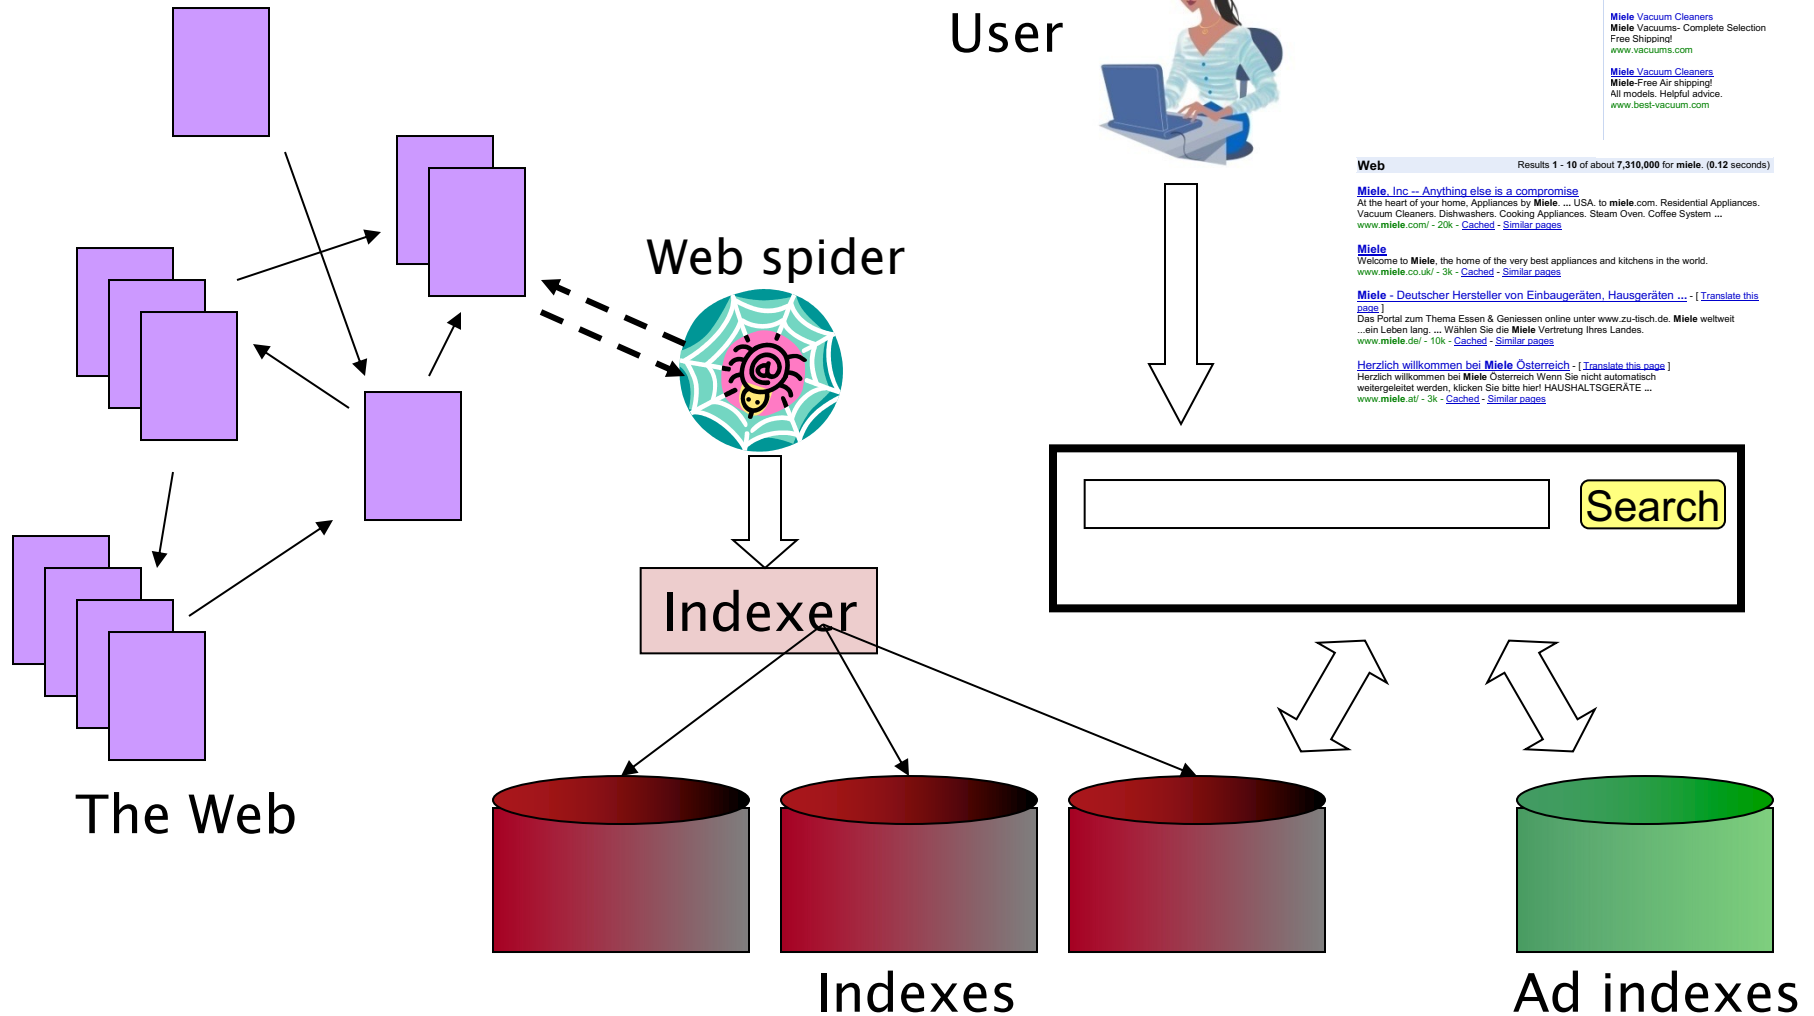 User
Miele Vacuum Cleaners
Miele Vacuums- Complete Selection
Free Shipping!
www.vacuums.com
Miele Vacuum Cleaners
Miele-Free Air shipping!
All models. Helpful advice.
www.best-vacuum.com
Web Results 1 - 10 of about 7,310,000 for miele. (0.12 seconds)
Miele, Inc -- Anything else is a compromise
At the heart of your home, Appliances by Miele. ... USA. to miele.com. Residential Appliances.
Vacuum Cleaners. Dishwashers. Cooking Appliances. Steam Oven. Coffee System ...
www.miele.com/ - 20k - Cached - Similar pages
Miele
Welcome to Miele, the home of the very best appliances and kitchens in the world.
www.miele.co.uk/ - 3k - Cached - Similar pages
Miele - Deutscher Hersteller von Einbaugeräten, Hausgeräten ... - [ Translate this
page ]
Das Portal zum Thema Essen & Geniessen online unter www.zu-tisch.de. Miele weltweit
...ein Leben lang. ... Wählen Sie die Miele Vertretung Ihres Landes.
www.miele.de/ - 10k - Cached - Similar pages
Herzlich willkommen bei Miele Österreich - [ Translate this page ]
Herzlich willkommen bei Miele Österreich Wenn Sie nicht automatisch
weitergeleitet werden, klicken Sie bitte hier! HAUSHALTSGERÄTE ...
www.miele.at/ - 3k - Cached - Similar pages
Web spider
@
Search
Indexer
The Web
Indexes
Ad indexes